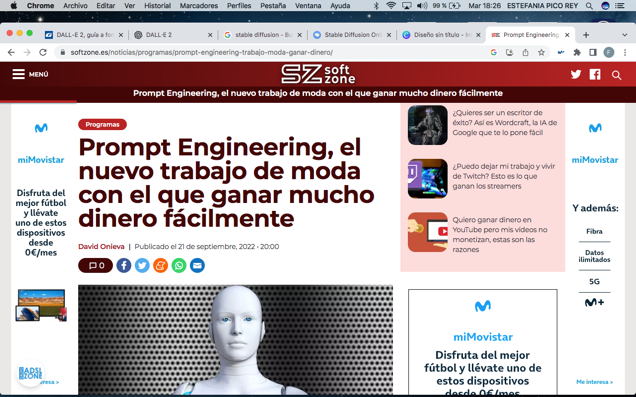 Chrome Archivo Editar Ver Historial Marcadores Perfiles Pestaña Ventana Ayuda 99 % Mar 18:26 ESTEFANIA PICO REY
DALL-E 2, guía a fon DALL·E 2 stable diffusion - Bu Stable Diffusion Onli Diseño sin título - Pó Prompt Engineering,
softzone.es/noticias/programas/prompt-engineering-trabajo-moda-ganar-dinero/
MENÚ
SZ soft zone
Prompt Engineering, el nuevo trabajo de moda con el que ganar mucho dinero fácilmente
miMovistar
Disfruta del
mejor fútbol
y llévate
uno de estos
dispositivos
desde
0€/mes
ADSL
ZONE
eresa >
Programas
Prompt Engineering, el
nuevo trabajo de moda
con el que ganar mucho
dinero fácilmente
David Onieva | Publicado el 21 de septiembre, 2022 • 20:00
0
¿Quieres ser un escritor de
éxito? Así es Wordcraft, la IA de
Google que te lo pone fácil
¿Puedo dejar mi trabajo y vivir
de Twitch? Esto es lo que
ganan los streamers
Quiero ganar dinero en
YouTube pero mis vídeos no
monetizan, estas son las
razones
miMovistar
Disfruta del mejor
fútbol y llévate uno de
estos dispositivos
desde 0€/mes
miMovistar
Y además:
Fibra
Datos
ilimitados
5G
M+
Me interesa >